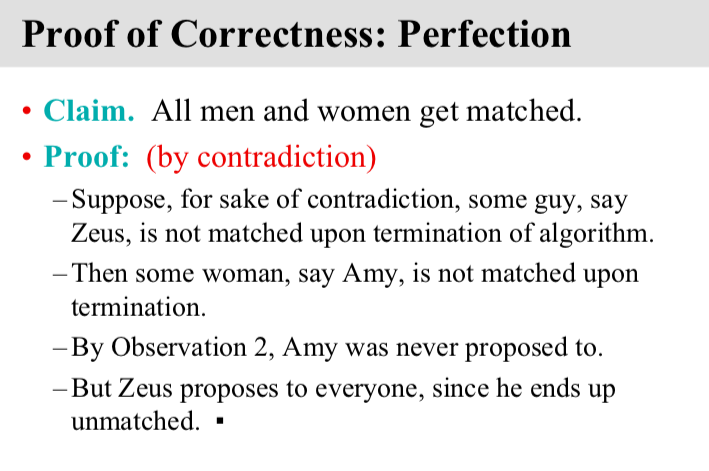 Proof of Correctness: Perfection
• Claim. All men and women get matched.
• Proof: (by contradiction)
–Suppose, for sake of contradiction, some guy, say
Zeus, is not matched upon termination of algorithm.
–Then some woman, say Amy, is not matched upon
termination.
–By Observation 2, Amy was never proposed to.
–But Zeus proposes to everyone, since he ends up
unmatched. ▪